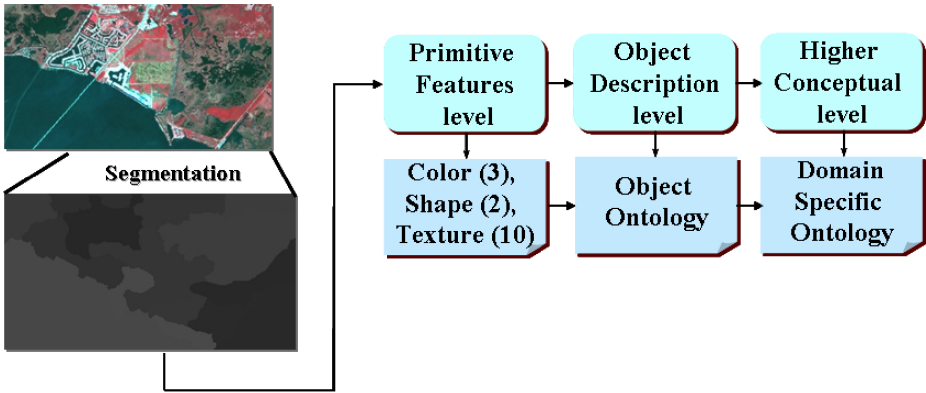 Segmentation
Primitive
Features
level
Object
Description
level
Higher
Conceptual
level
Color (3),
Shape (2),
Texture (10)
Object
Ontology
Domain
Specific
Ontology